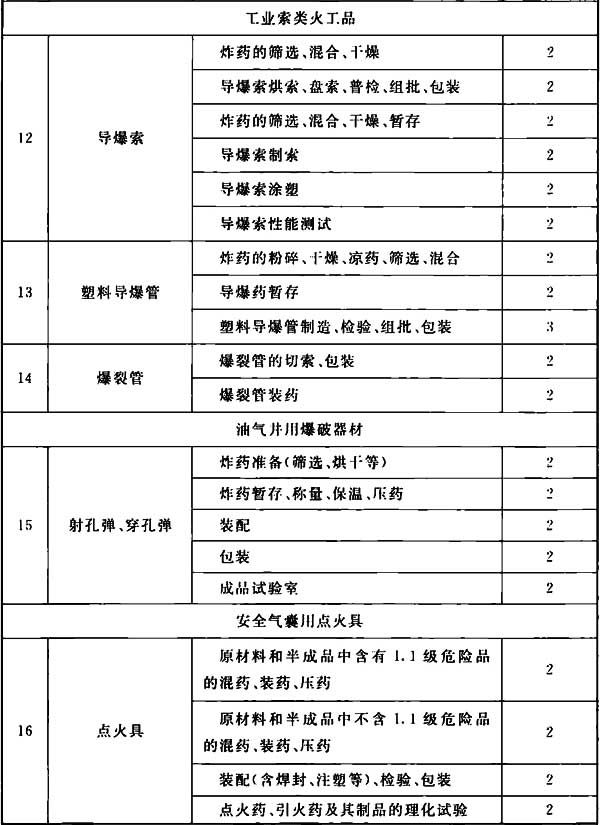 工业索类火工品
炸药的筛选、混合、干燥 2
导爆索烘索、盘索、普检、组批、包装 2
炸药的筛选、混合、干燥、暂存 2
12 导爆索
导爆索制索 2
导爆索涂塑 2
导爆索性能测试 2
炸药的粉碎、干燥、凉药、筛选、混合 2
13 塑料导爆管 导爆药暂存 2
塑料导爆管制造、检验、组批、包装 3
爆裂管的切索、包装 2
14 爆裂管
爆裂管装药 2
油气井用爆破器材
炸药准备(筛选、烘干等) 2
炸药暂存、称量、保温、压药 2
15 射孔弹、穿孔弹 装配 2
包装 2
成品试验室 2
安全气囊用点火具
原材料和半成品中含有 1.1 级危险品
的混药、装药、压药 2
16 点火具
原材料和半成品中不含 1.1 级危险品
的混药、装药、压药 2
装配(含焊封、注塑等)、检验、包装 2
点火药、引火药及其制品的理化试验 2